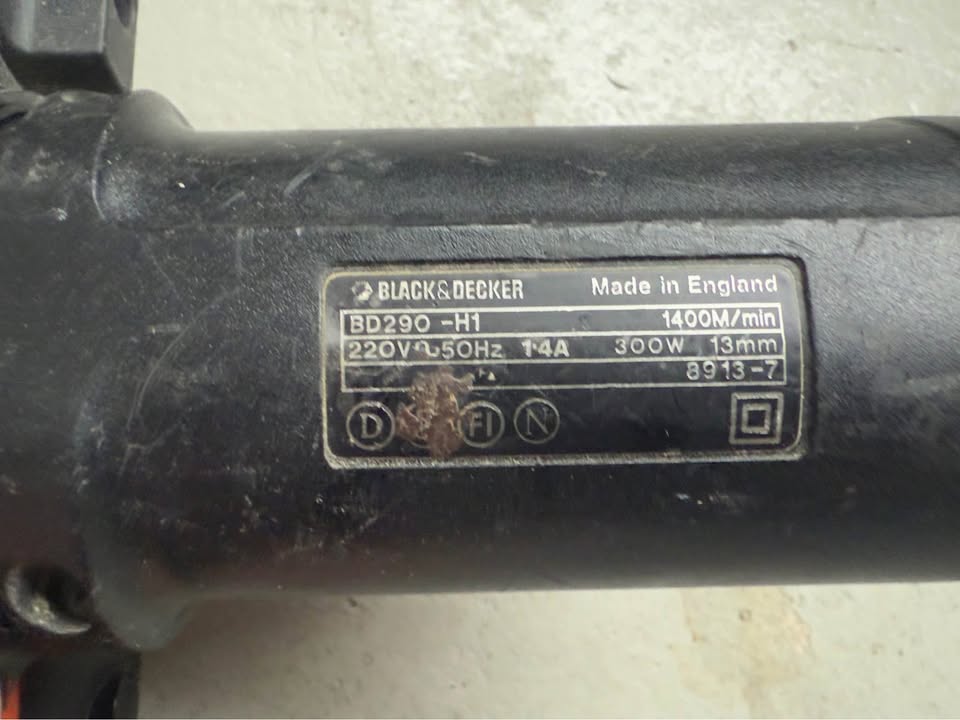 BLACK&DECKER Made in England
BD290 -H1 1400M/min
220V~50Hz 1·4A 300W 13mm
8913-7
D FI N